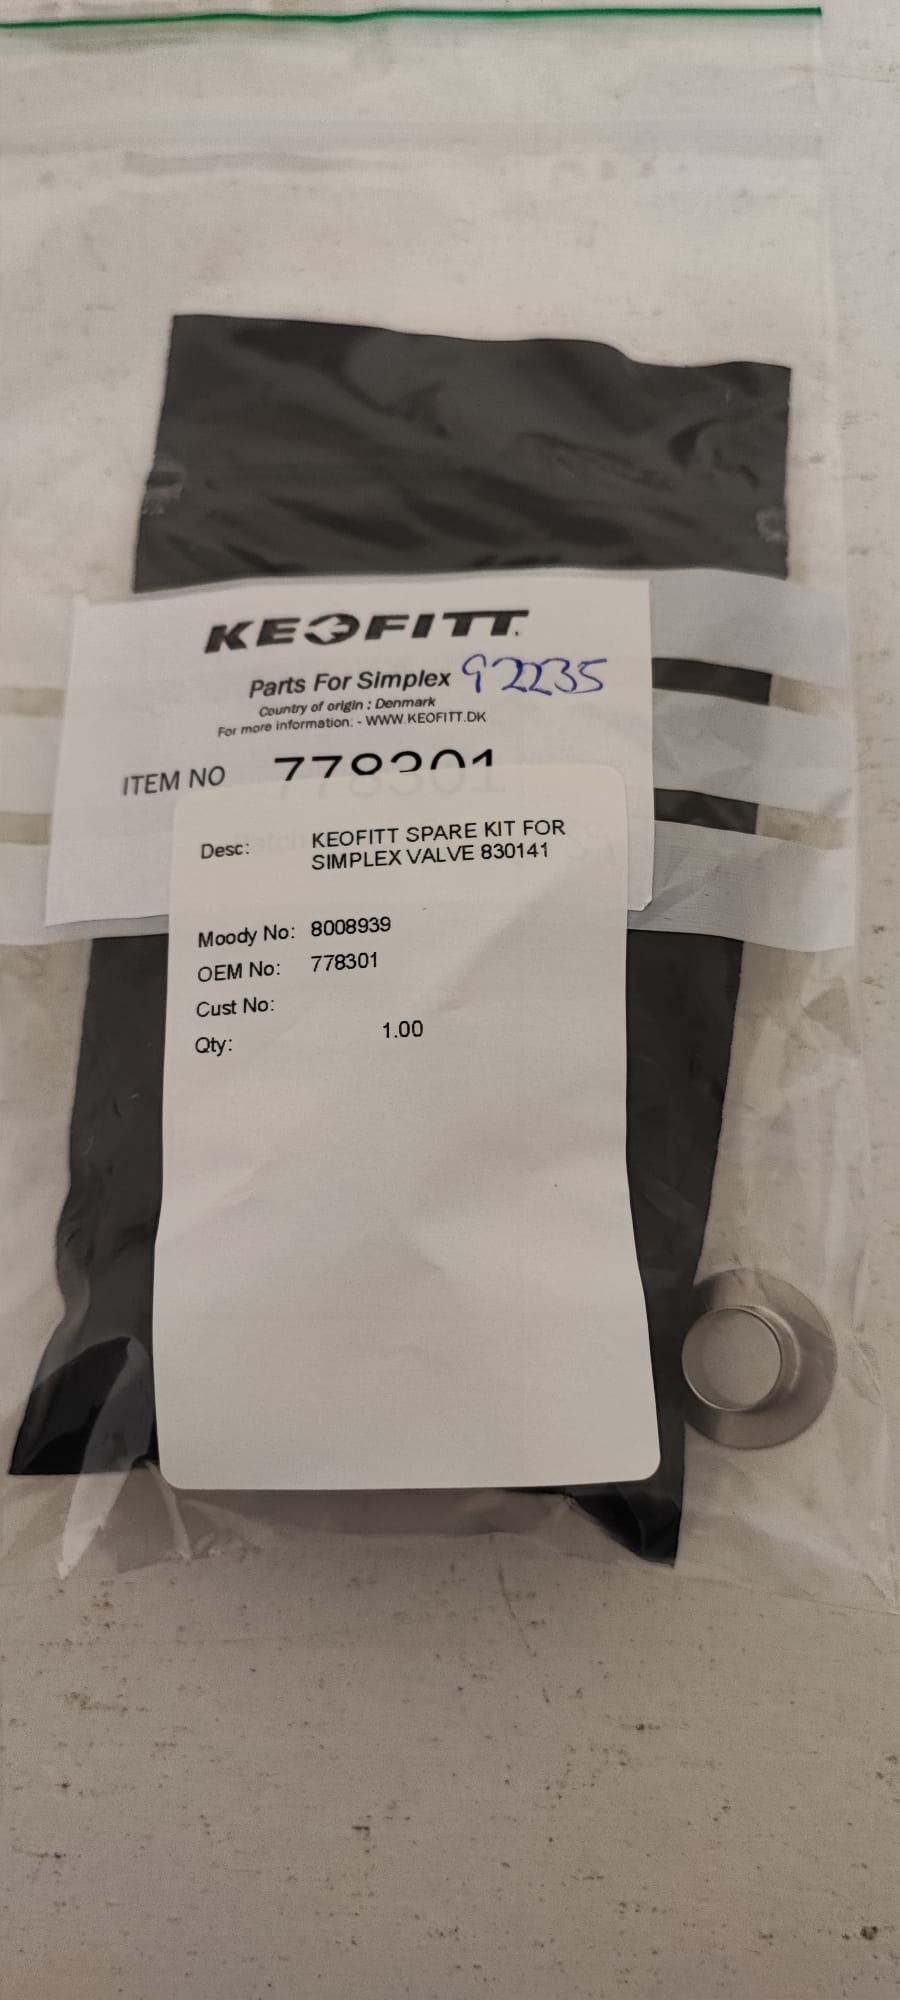 KEOFITT.
Parts For Simplex 92235
Country of origin : Denmark
For more information: - WWW.KEOFITT.DK
ITEM NO 778301
Desc: KEOFITT SPARE KIT FOR
SIMPLEX VALVE 830141
Moody No: 8008939
OEM No: 778301
Cust No:
Qty: 1.00